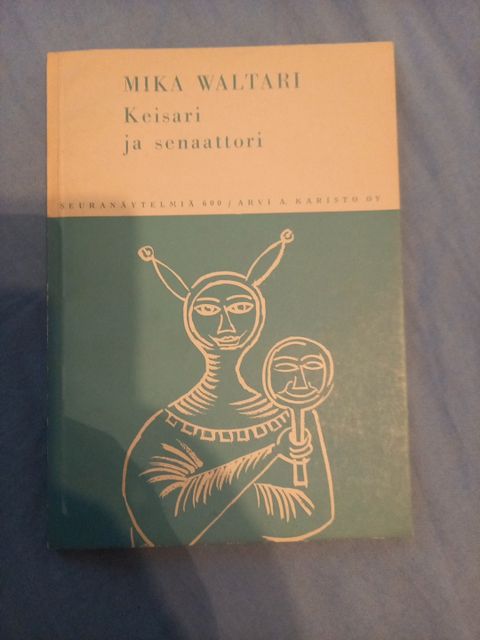 MIKA WALTARI
Keisari
ja senaattori
SEURANÄYTELMIÄ 600 / ARVI A. KARISTO OY